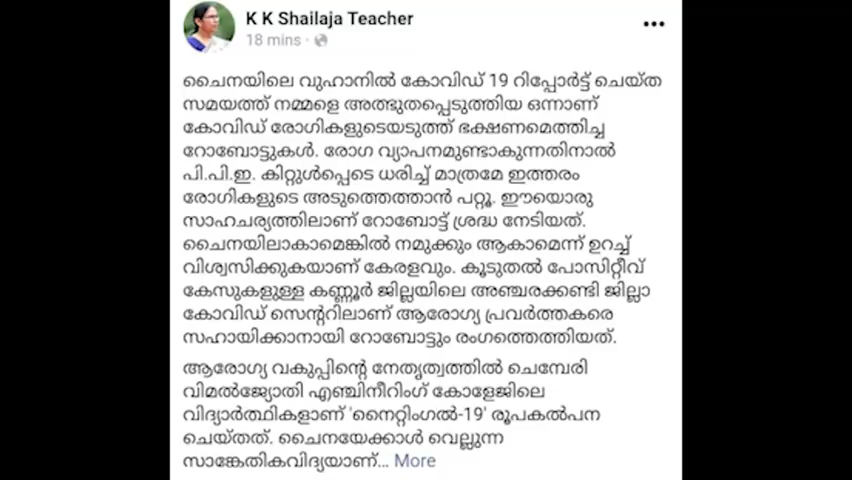 K K Shailaja Teacher
18 mins ·
ചൈനയിലെ വുഹാനിൽ കോവിഡ് 19 റിപ്പോർട്ട് ചെയ്ത
സമയത്ത് നമ്മളെ അത്ഭുതപ്പെടുത്തിയ ഒന്നാണ്
കോവിഡ് രോഗികളുടെയടുത്ത് ഭക്ഷണമെത്തിച്ച
റോബോട്ടുകൾ. രോഗ വ്യാപനമുണ്ടാകുന്നതിനാൽ
പി.പി.ഇ. കിറ്റുൾപ്പെടെ ധരിച്ച് മാത്രമേ ഇത്തരം
രോഗികളുടെ അടുത്തെത്താൻ പറ്റൂ. ഈയൊരു
സാഹചര്യത്തിലാണ് റോബോട്ട് ശ്രദ്ധ നേടിയത്.
ചൈനയിലാകാമെങ്കിൽ നമുക്കും ആകാമെന്ന് ഉറച്ച്
വിശ്വസിക്കുകയാണ് കേരളവും. കൂടുതൽ പോസിറ്റീവ്
കേസുകളുള്ള കണ്ണൂർ ജില്ലയിലെ അഞ്ചരക്കണ്ടി ജില്ലാ
കോവിഡ് സെന്ററിലാണ് ആരോഗ്യ പ്രവർത്തകരെ
സഹായിക്കാനായി റോബോട്ടും രംഗത്തെത്തിയത്.
ആരോഗ്യ വകുപ്പിന്റെ നേതൃത്വത്തിൽ ചെമ്പേരി
വിമൽജ്യോതി എഞ്ചിനീറിംഗ് കോളേജിലെ
വിദ്യാർത്ഥികളാണ് 'നൈറ്റിംഗൽ-19' രൂപകൽപന
ചെയ്തത്. ചൈനയേക്കാൾ വെല്ലുന്ന
സാങ്കേതികവിദ്യയാണ്... More